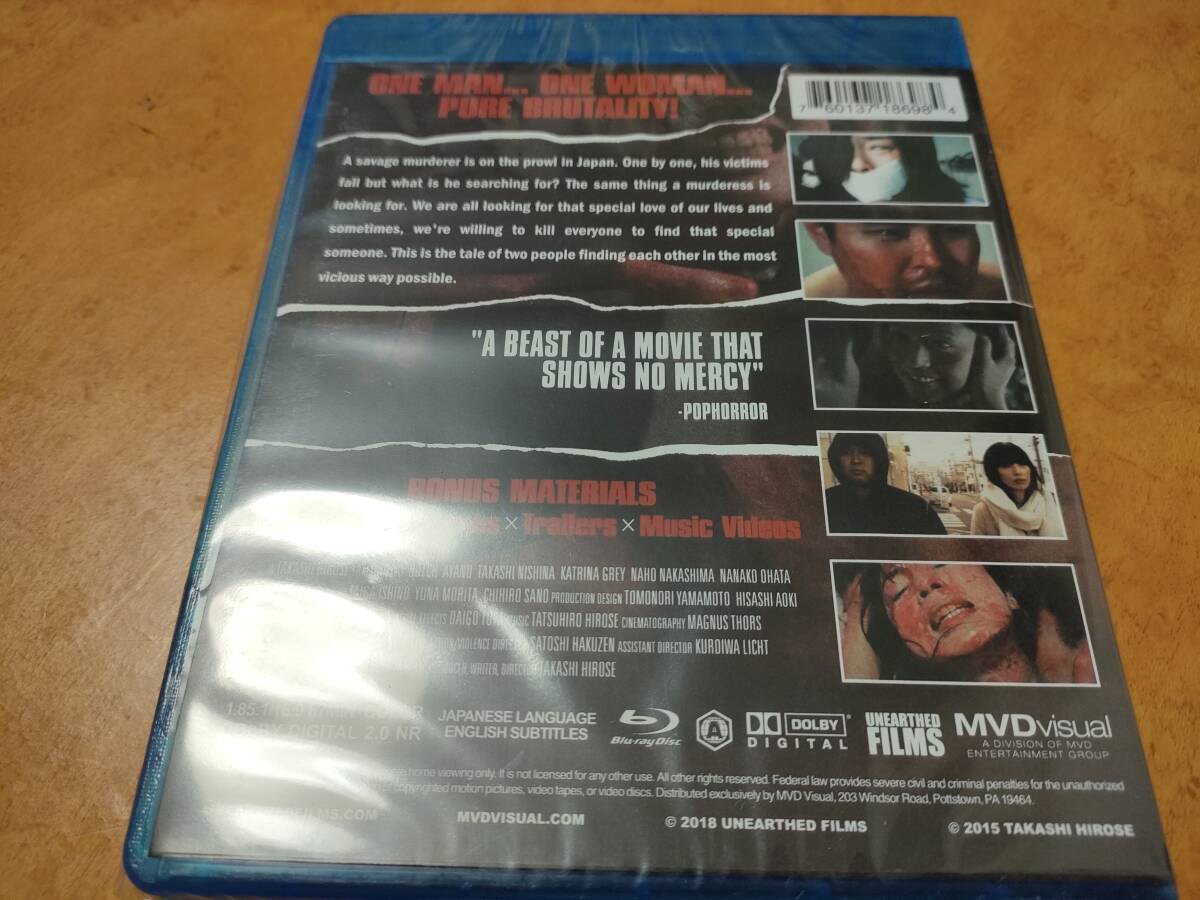 ONE MAN... ONE WOMAN...
PURE BRUTALITY!
7 60137 18698 4
A savage murderer is on the prowl in Japan. One by one, his victims
fall but what is he searching for? The same thing a murderess is
looking for. We are all looking for that special love of our lives and
sometimes, we're willing to kill everyone to find that special
someone. This is the tale of two people finding each other in the most
vicious way possible.
"A BEAST OF A MOVIE THAT
SHOWS NO MERCY"
-POPHORROR
BONUS MATERIALS
× Trailers × Music Videos
AYANO TAKASHI NISHINA KATRINA GREY NAHO NAKASHIMA NANAKO OHATA
MISA ISHINO YUNA MORITA CHIHIRO SANO PRODUCTION DESIGN TOMONORI YAMAMOTO HISASHI AOKI
EFFECTS DAIGO MUSIC TATSUHIRO HIROSE CINEMATOGRAPHY MAGNUS THORS
SATOSHI HAKUZEN ASSISTANT DIRECTOR KUROIWA LICHT
WRITER, TAKASHI HIROSE
1.85:1
DIGITAL 2.0 NR
JAPANESE LANGUAGE
ENGLISH SUBTITLES
Blu-ray Disc
A
DOLBY
DIGITAL
UNEARTHED
FILMS
MVDvisual
A DIVISION OF MVD
ENTERTAINMENT GROUP
home viewing only. It is not licensed for any other use. All other rights reserved. Federal law provides severe civil and criminal penalties for the unauthorized
copyrighted motion pictures, video tapes, or video discs. Distributed exclusively by MVD Visual, 203 Windsor Road, Pottstown, PA 19464.
MVDVISUAL.COM
© 2018 UNEARTHED FILMS
© 2015 TAKASHI HIROSE